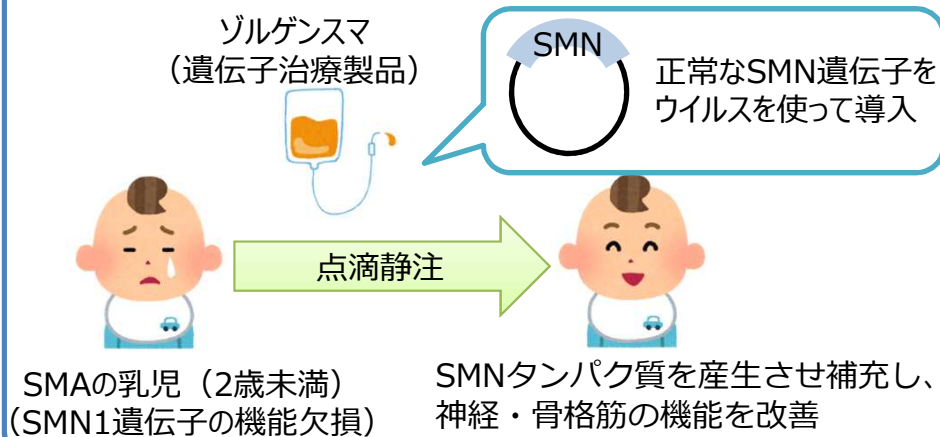 ゾルゲンスマ
（遺伝子治療製品）
SMN
正常なSMN遺伝子を
ウイルスを使って導入
点滴静注
SMAの乳児（2歳未満）
（SMN1遺伝子の機能欠損）
SMNタンパク質を産生させ補充し、
神経・骨格筋の機能を改善